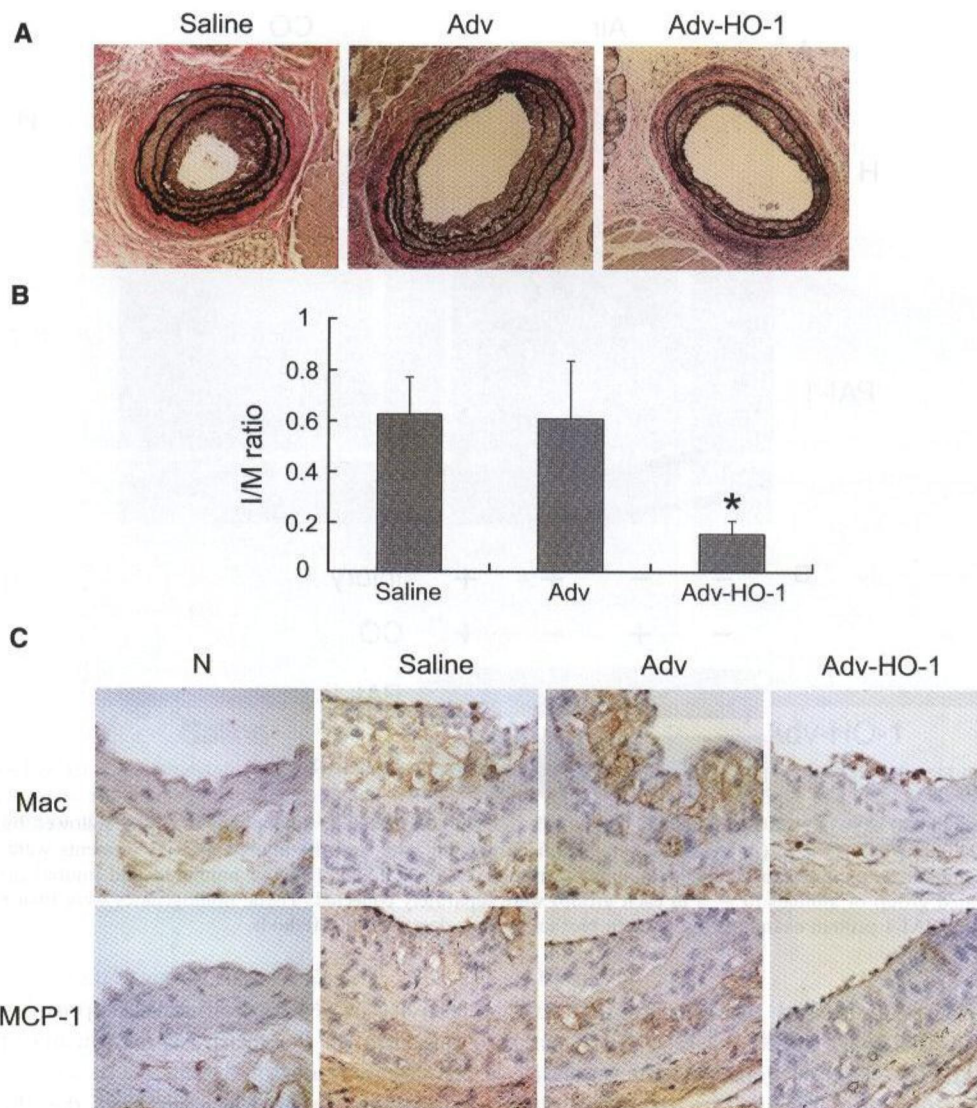 A
Saline Adv Adv-HO-1
B
I/M ratio
1
0.8
0.6
0.4
0.2
0
*
Saline Adv Adv-HO-1
C
N Saline Adv Adv-HO-1
Mac
MCP-1